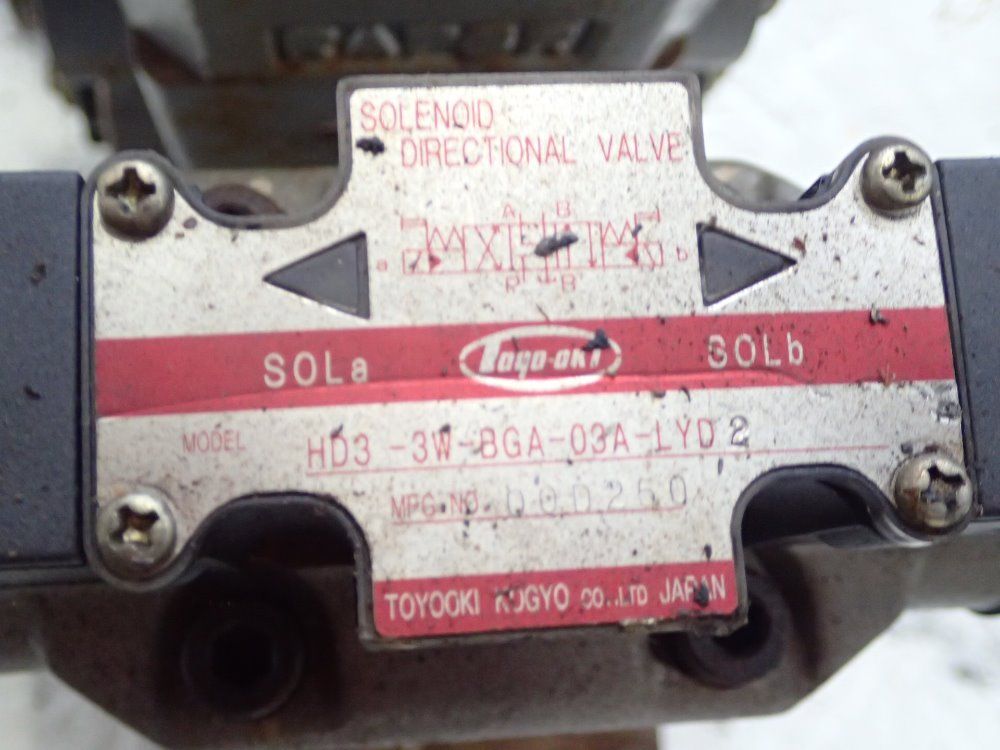 SOLENOID
DIRECTIONAL VALVE
A B
a b
P B
SOLa Toyo-oki SOLb
MODEL HD3-3W-BGA-03A-LYD2
MFG.NO.
TOYOOKI KOGYO CO.,LTD JAPAN